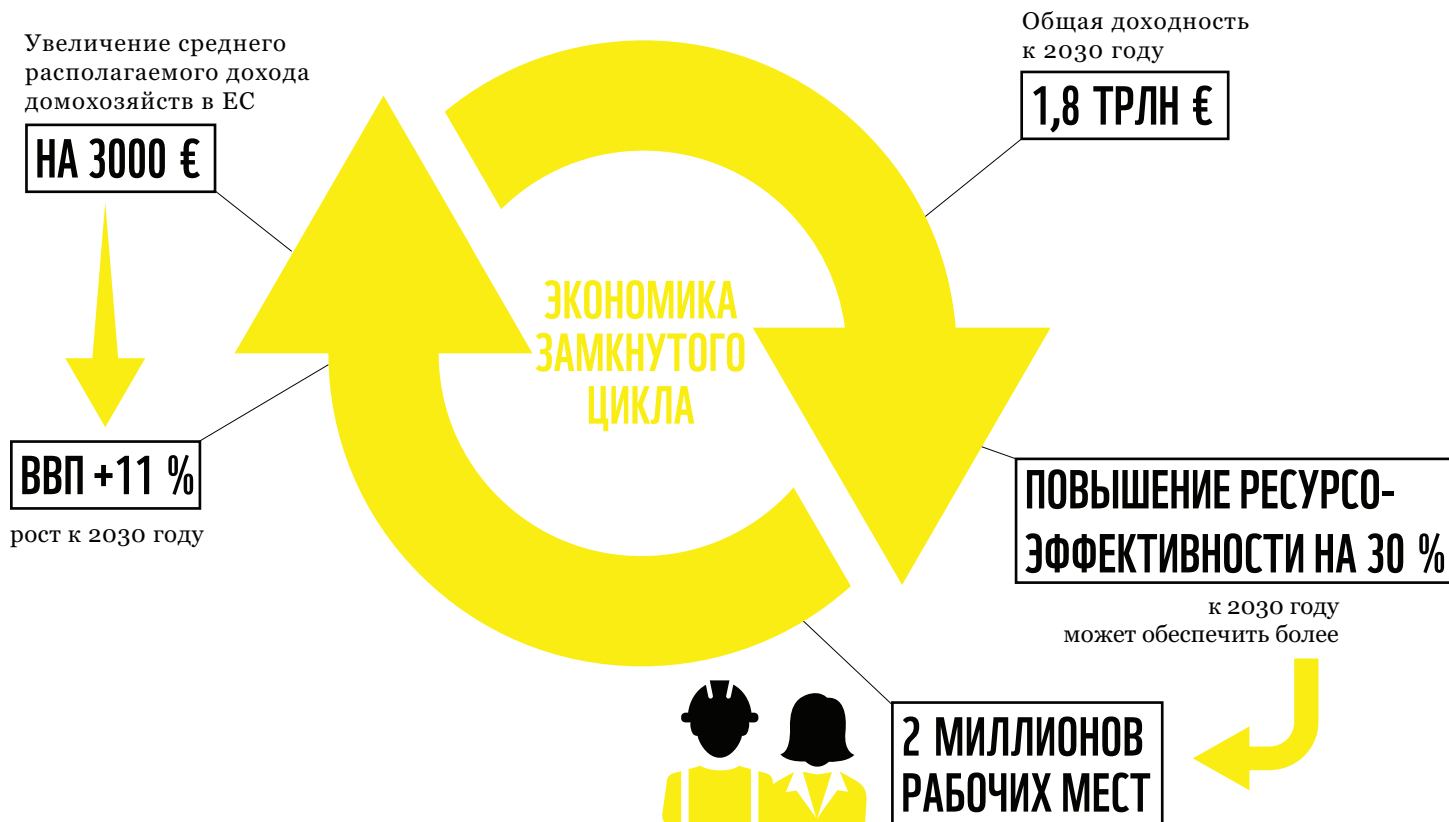 Увеличение среднего
располагаемого дохода
домохозяйств в ЕС
НА 3000 €
Общая доходность
к 2030 году
1,8 ТРЛН €
ЭКОНОМИКА
ЗАМКНУТОГО
ЦИКЛА
ВВП +11 %
рост к 2030 году
ПОВЫШЕНИЕ РЕСУРСО-
ЭФФЕКТИВНОСТИ НА 30 %
к 2030 году
может обеспечить более
2 МИЛЛИОНОВ
РАБОЧИХ МЕСТ